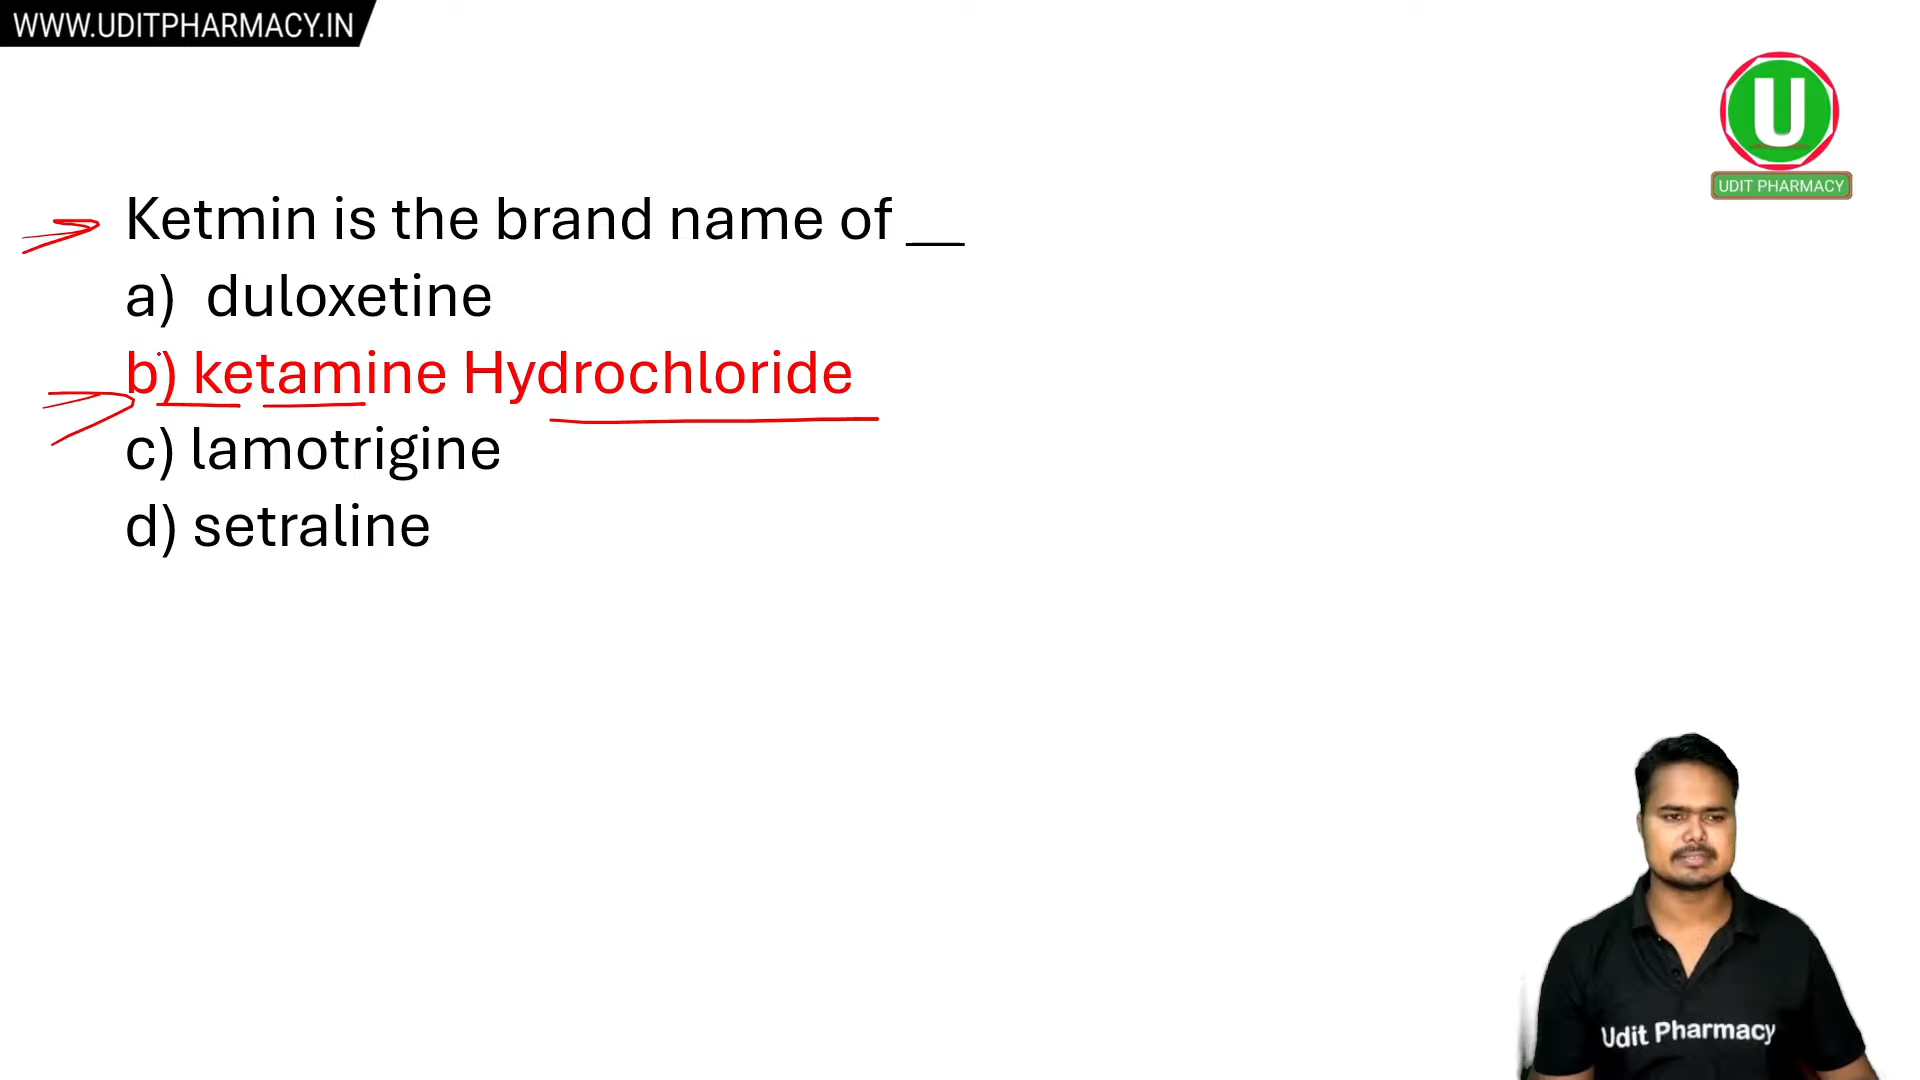 WWW.UDITPHARMACY.IN
U
UDIT PHARMACY
Ketmin is the brand name of __
a) duloxetine
b) ketamine Hydrochloride
c) lamotrigine
d) setraline
Udit Pharmacy